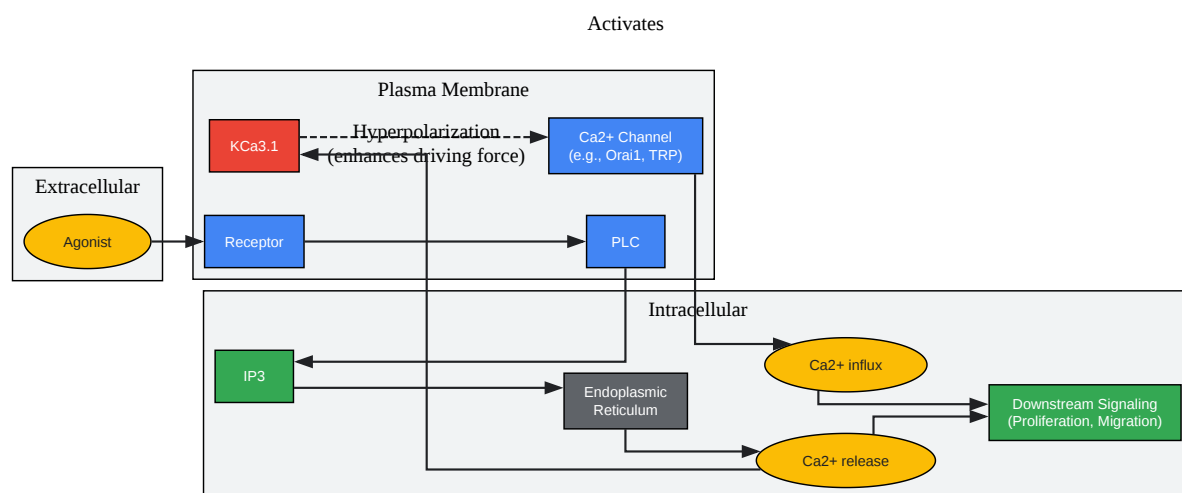 Activates
Plasma Membrane
KCa3.1
Hyperpolarization
(enhances driving force)
Ca2+ Channel
(e.g., Orai1, TRP)
Extracellular
Agonist
Receptor
PLC
Intracellular
IP3
Endoplasmic
Reticulum
Ca2+ influx
Downstream Signaling
(Proliferation, Migration)
Ca2+ release